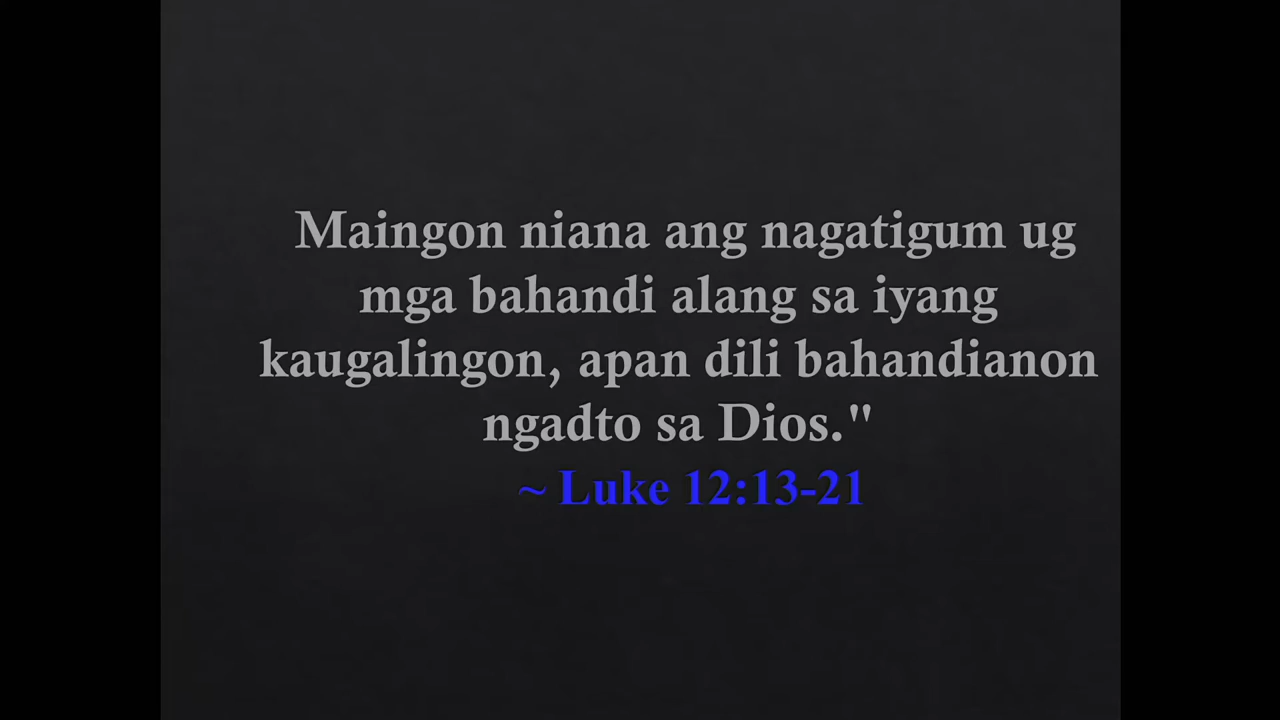 Maingon niana ang nagatigum ug
mga bahandi alang sa iyang
kaugalingon, apan dili bahandianon
ngadto sa Dios."
~ Luke 12:13-21